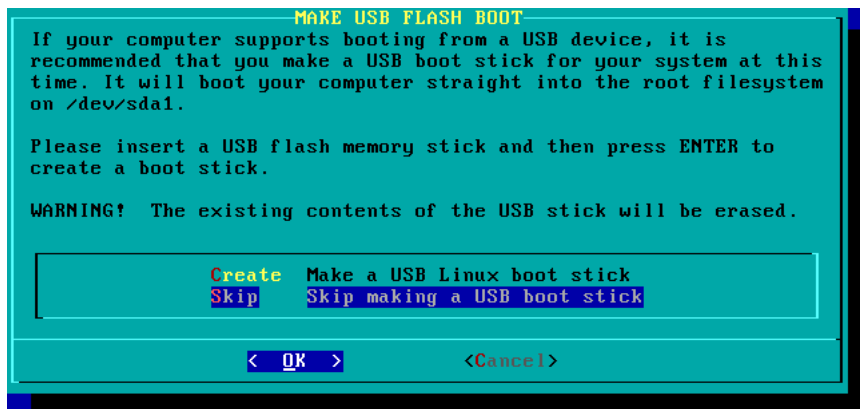 MAKE USB FLASH BOOT
If your computer supports booting from a USB device, it is
recommended that you make a USB boot stick for your system at this
time. It will boot your computer straight into the root filesystem
on /dev/sda1.
Please insert a USB flash memory stick and then press ENTER to
create a boot stick.
WARNING!  The existing contents of the USB stick will be erased.
Create  Make a USB Linux boot stick
Skip    Skip making a USB boot stick
<  OK  >    <Cancel>